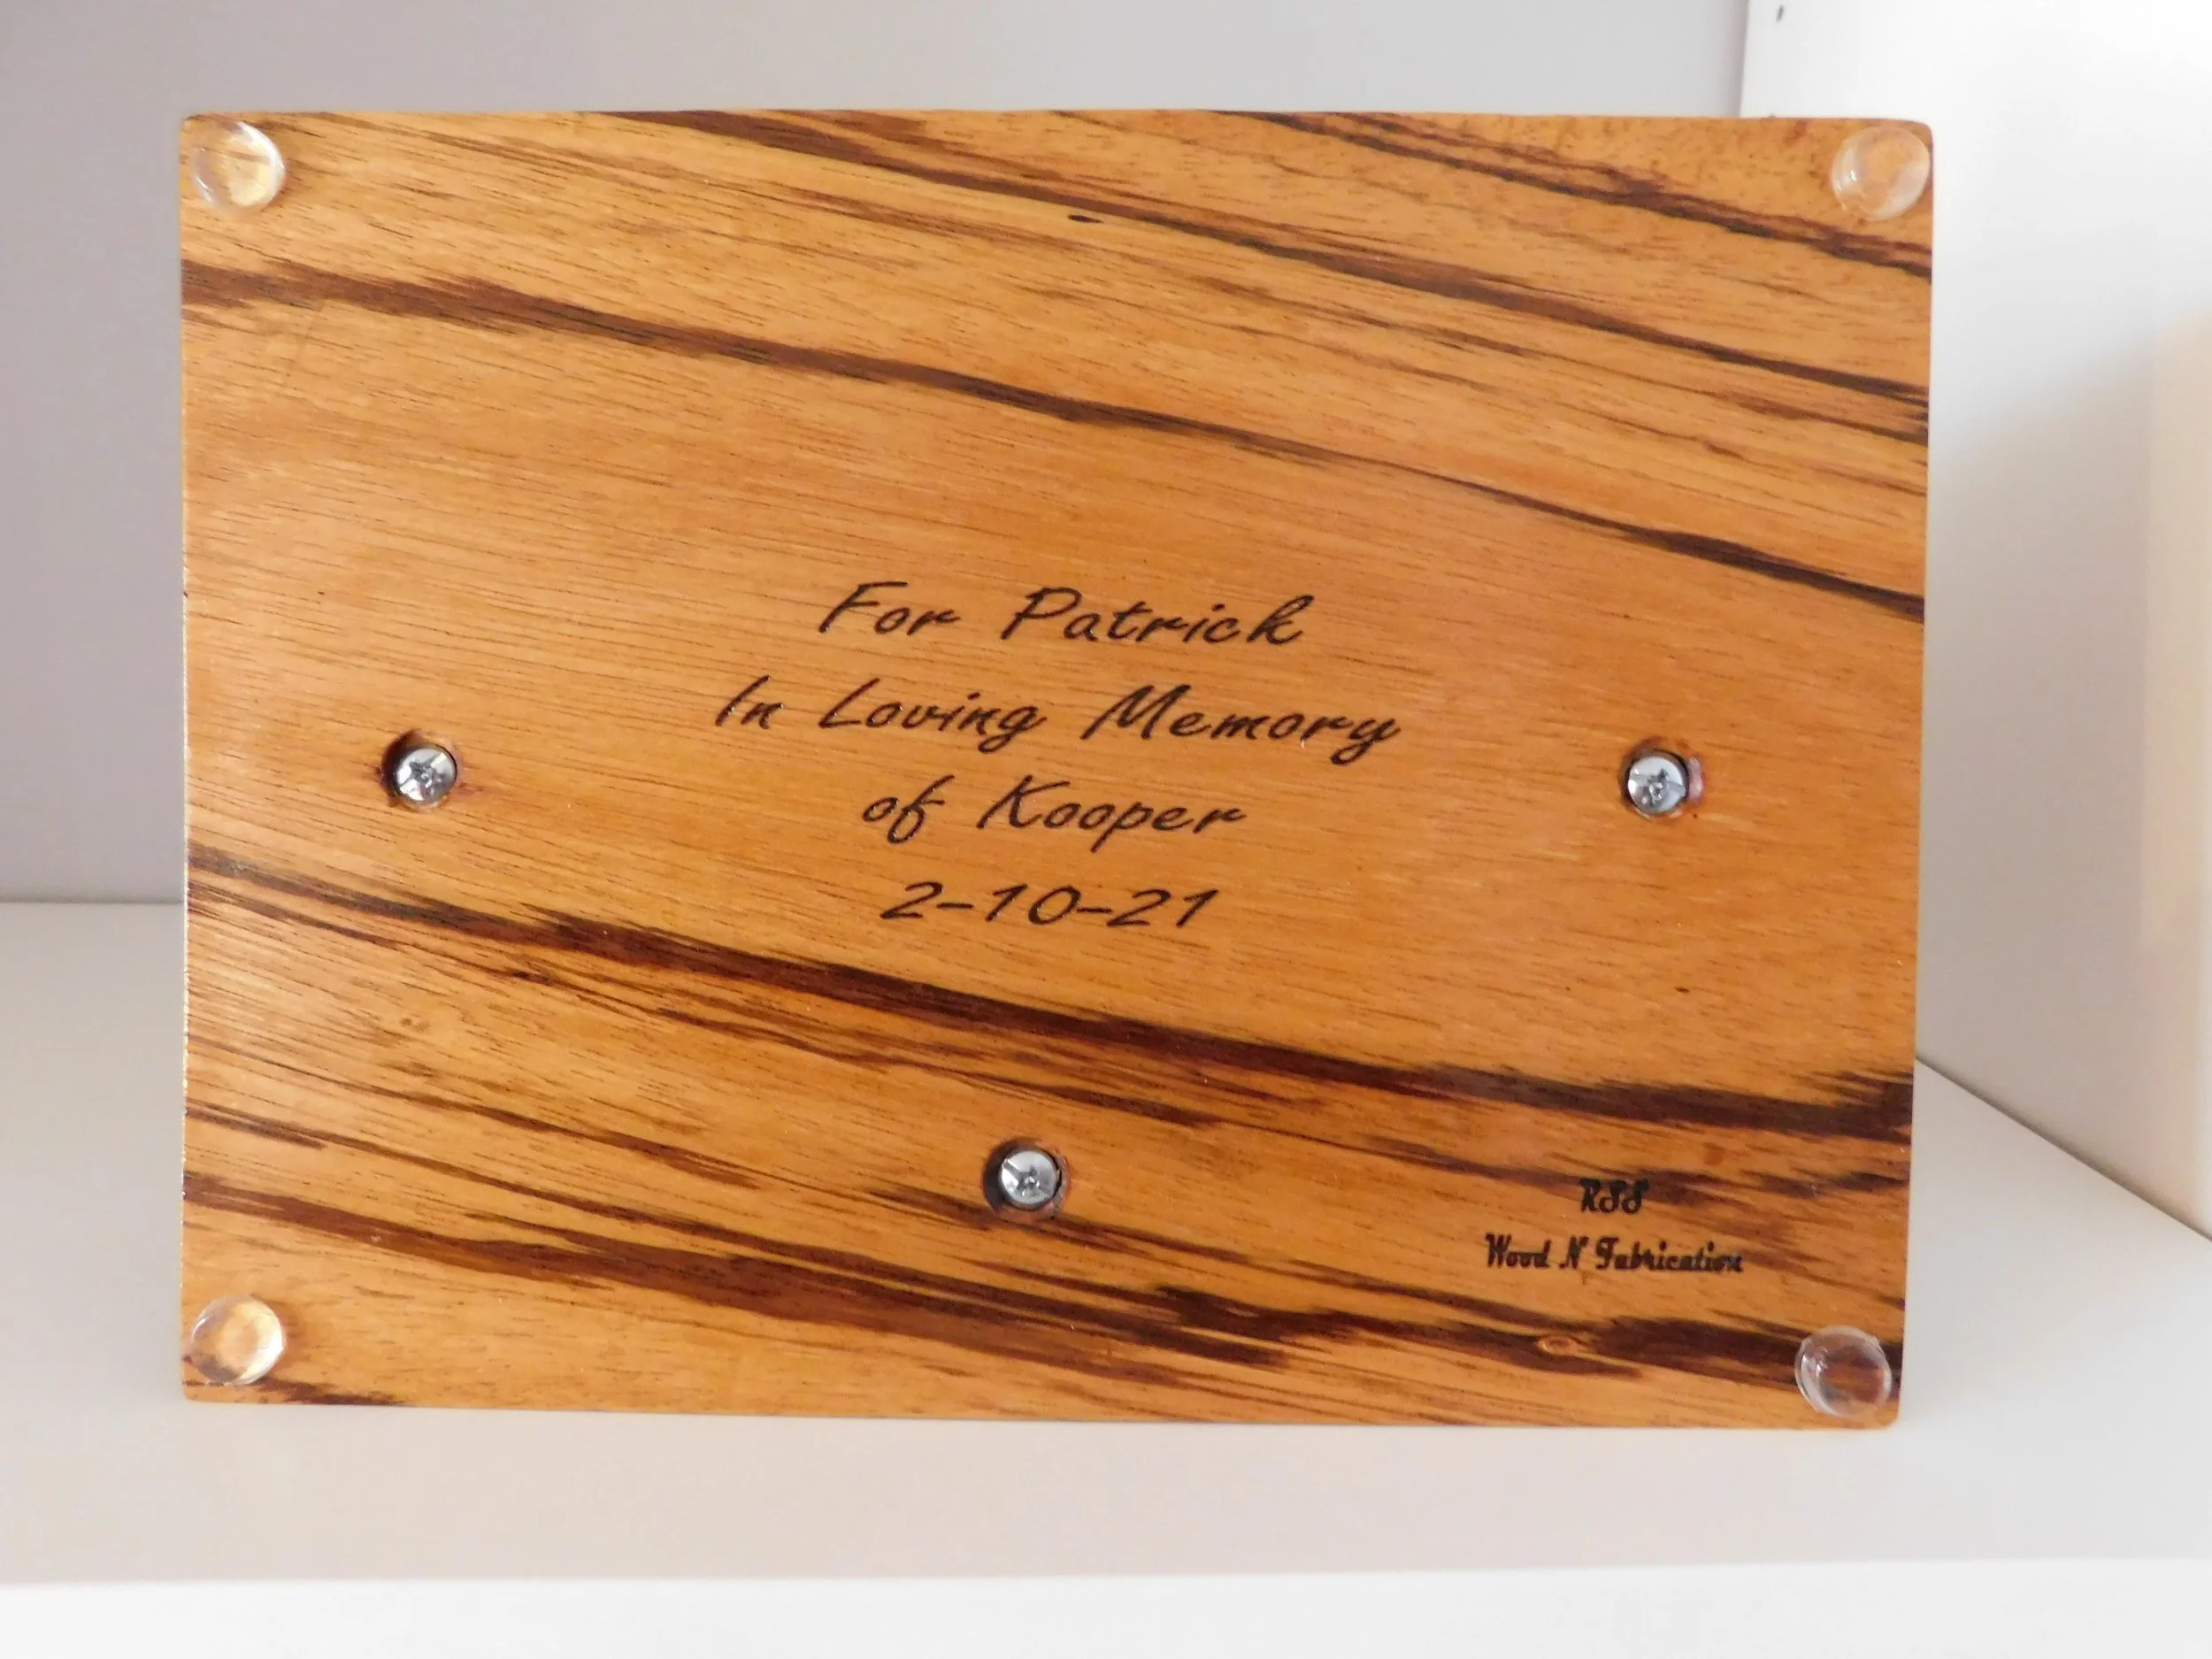 For Patrick
In Loving Memory
of Kooper
2-10-21
RSS
Wood N Fabrication